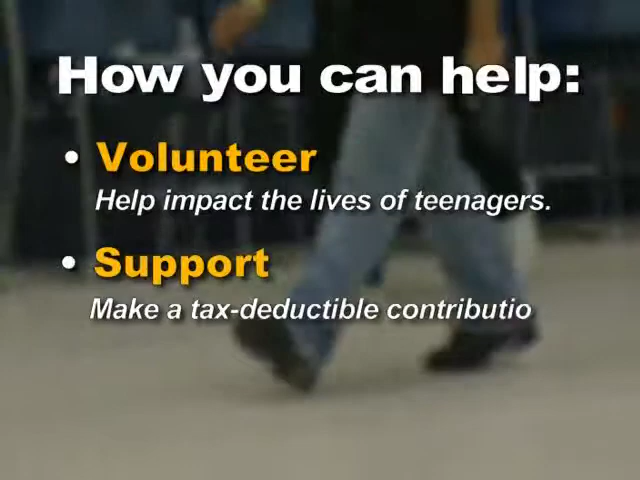 How you can help:
• Volunteer
Help impact the lives of teenagers.
• Support
Make a tax-deductible contributio